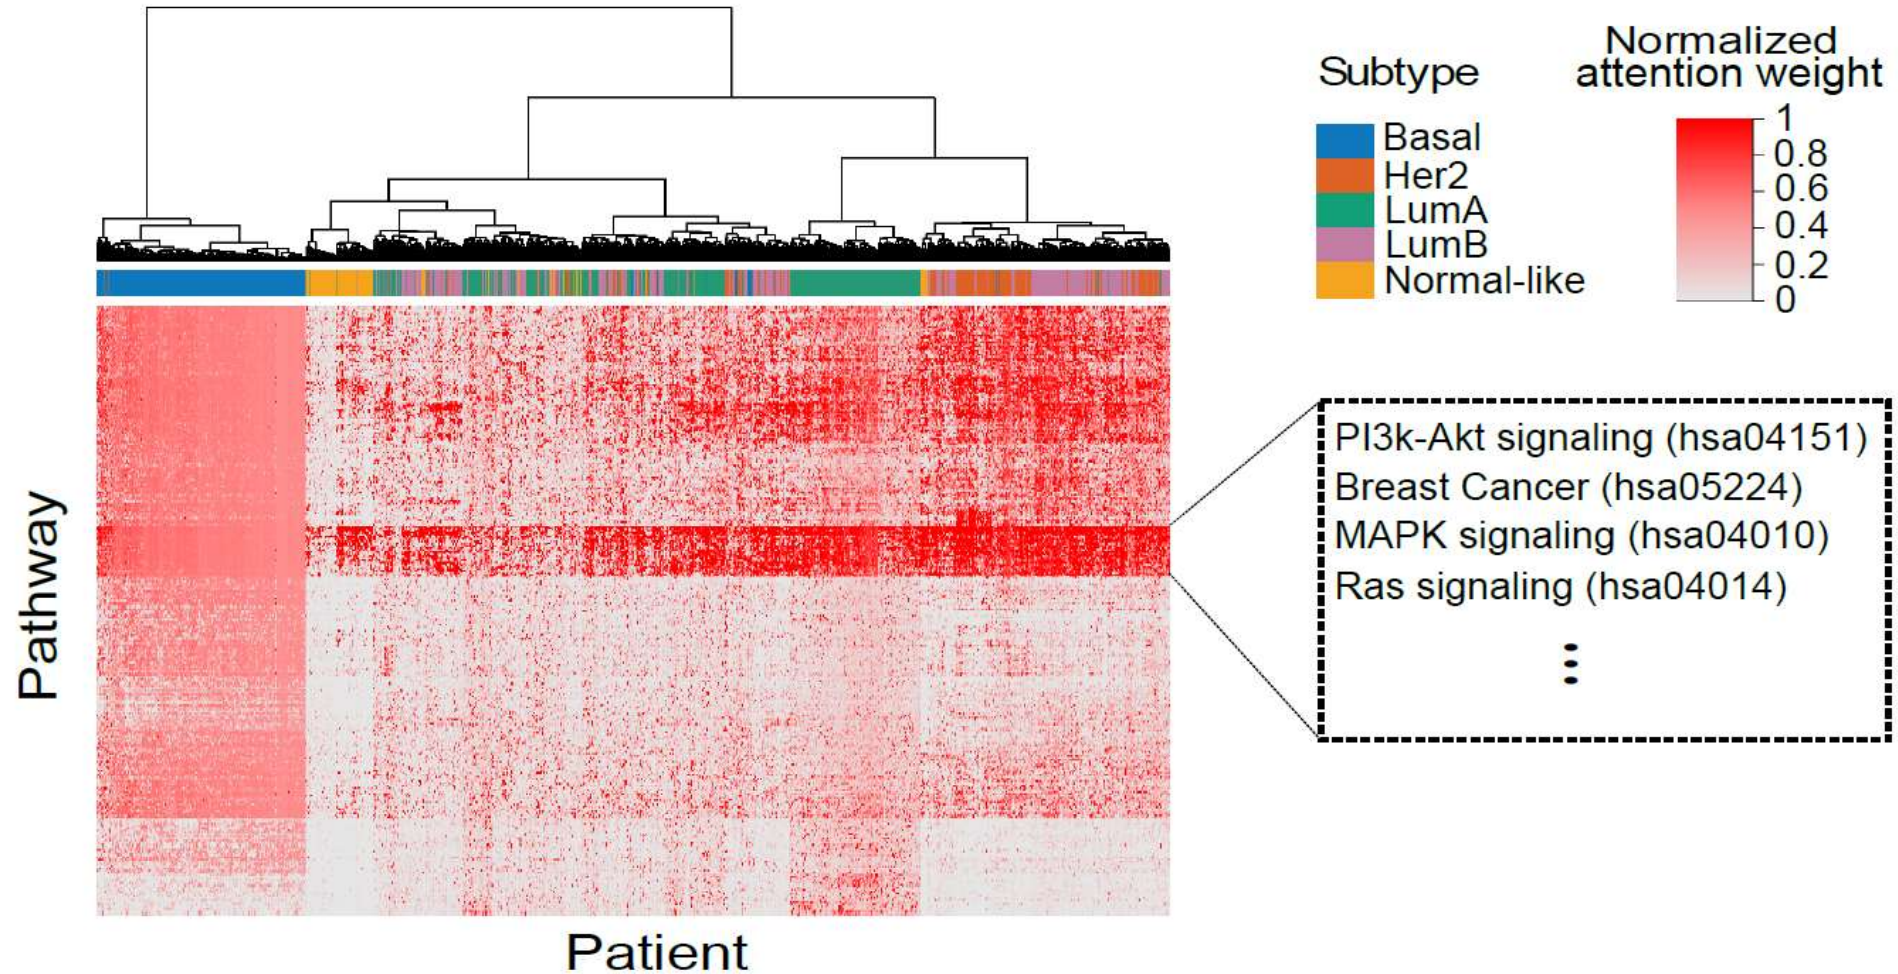 Subtype
Basal
Her2
LumA
LumB
Normal-like
Normalized
attention weight
1
0.8
0.6
0.4
0.2
0
Pathway
PI3k-Akt signaling (hsa04151)
Breast Cancer (hsa05224)
MAPK signaling (hsa04010)
Ras signaling (hsa04014)
Patient